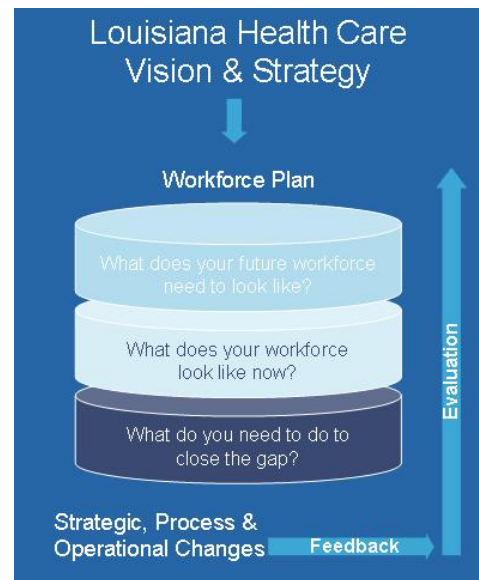 Louisiana Health Care
Vision & Strategy
Workforce Plan
What does your future workforce
need to look like?
What does your workforce
look like now?
What do you need to do to
close the gap?
Strategic, Process &
Operational Changes
Feedback
Evaluation